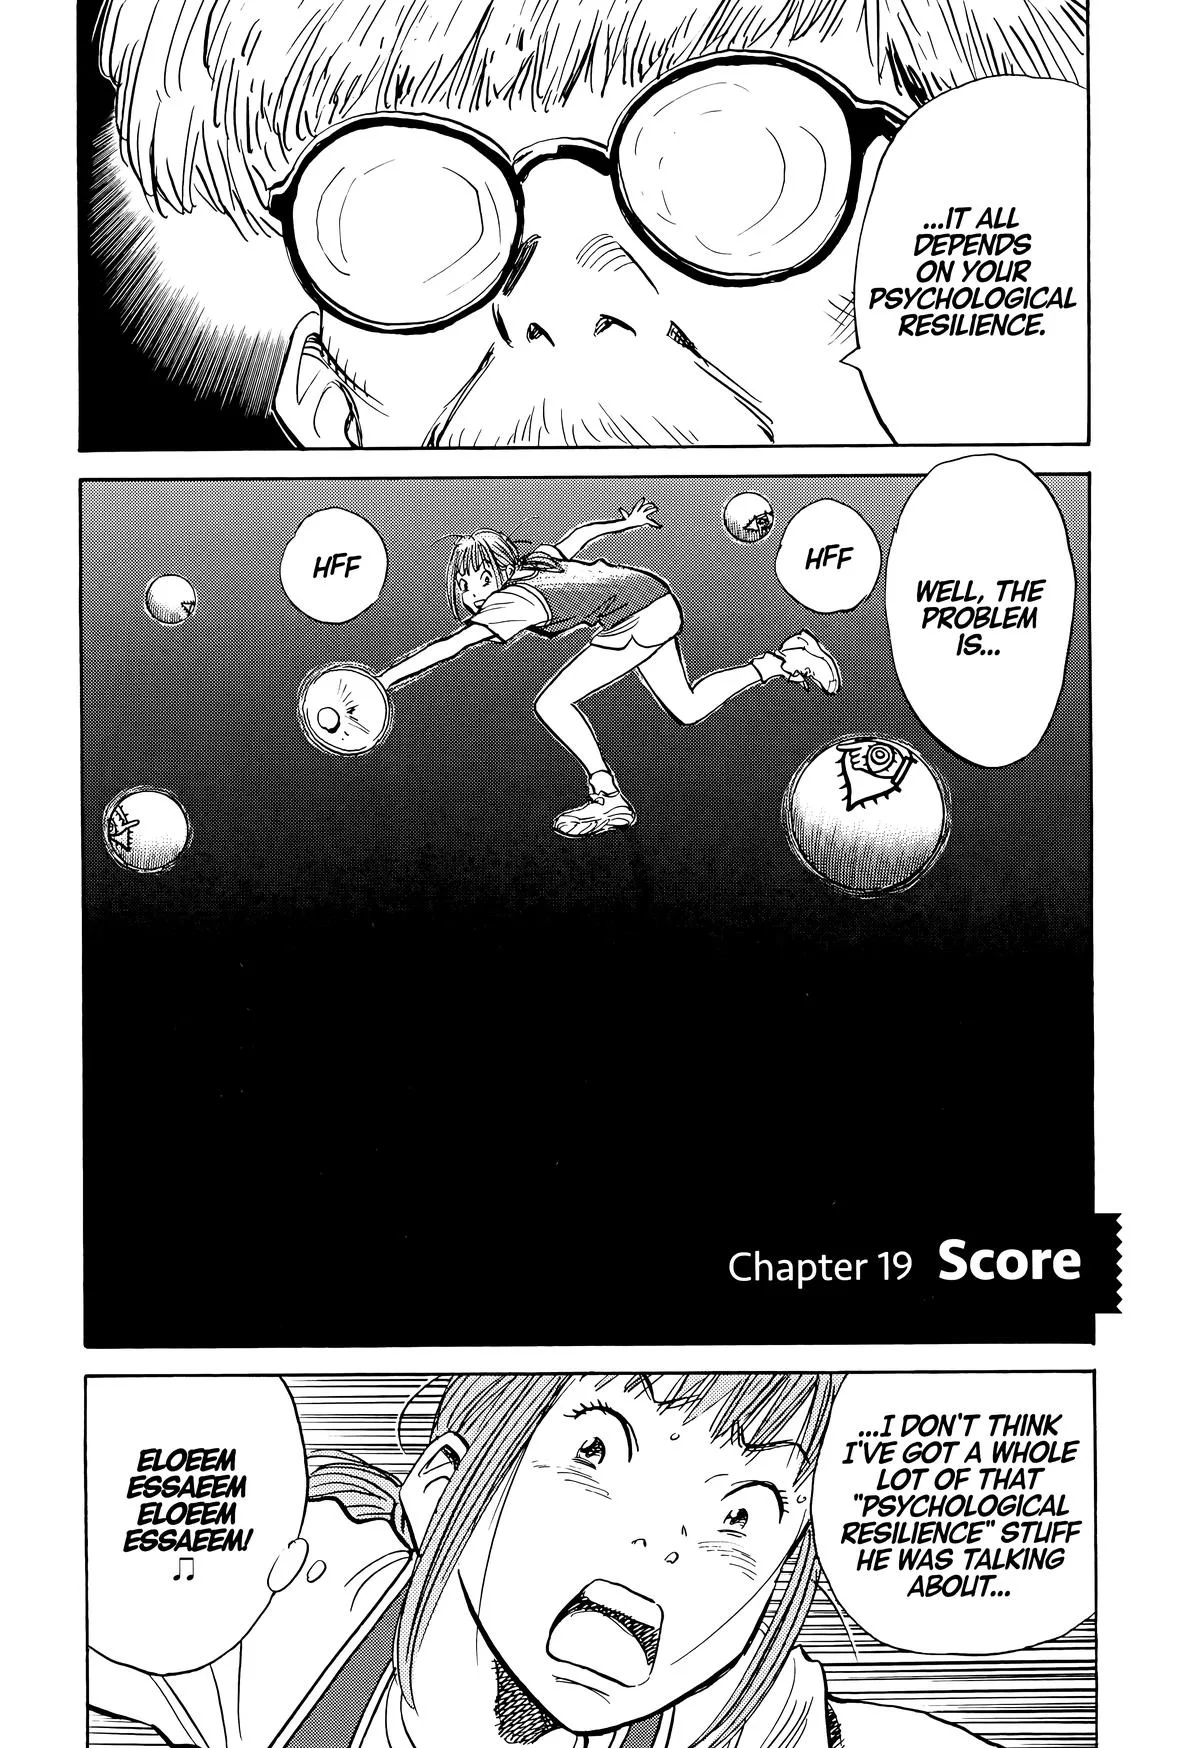 ...IT ALL
DEPENDS
ON YOUR
PSYCHOLOGICAL
RESILIENCE.
WELL, THE
PROBLEM
IS...
HFF
HFF
Chapter 19 Score
...I DON'T THINK
I'VE GOT A WHOLE
LOT OF THAT
"PSYCHOLOGICAL
RESILIENCE" STUFF
HE WAS TALKING
ABOUT...
ELOEEM
ESSAEEM
ELOEEM
ESSAEEM!
♫